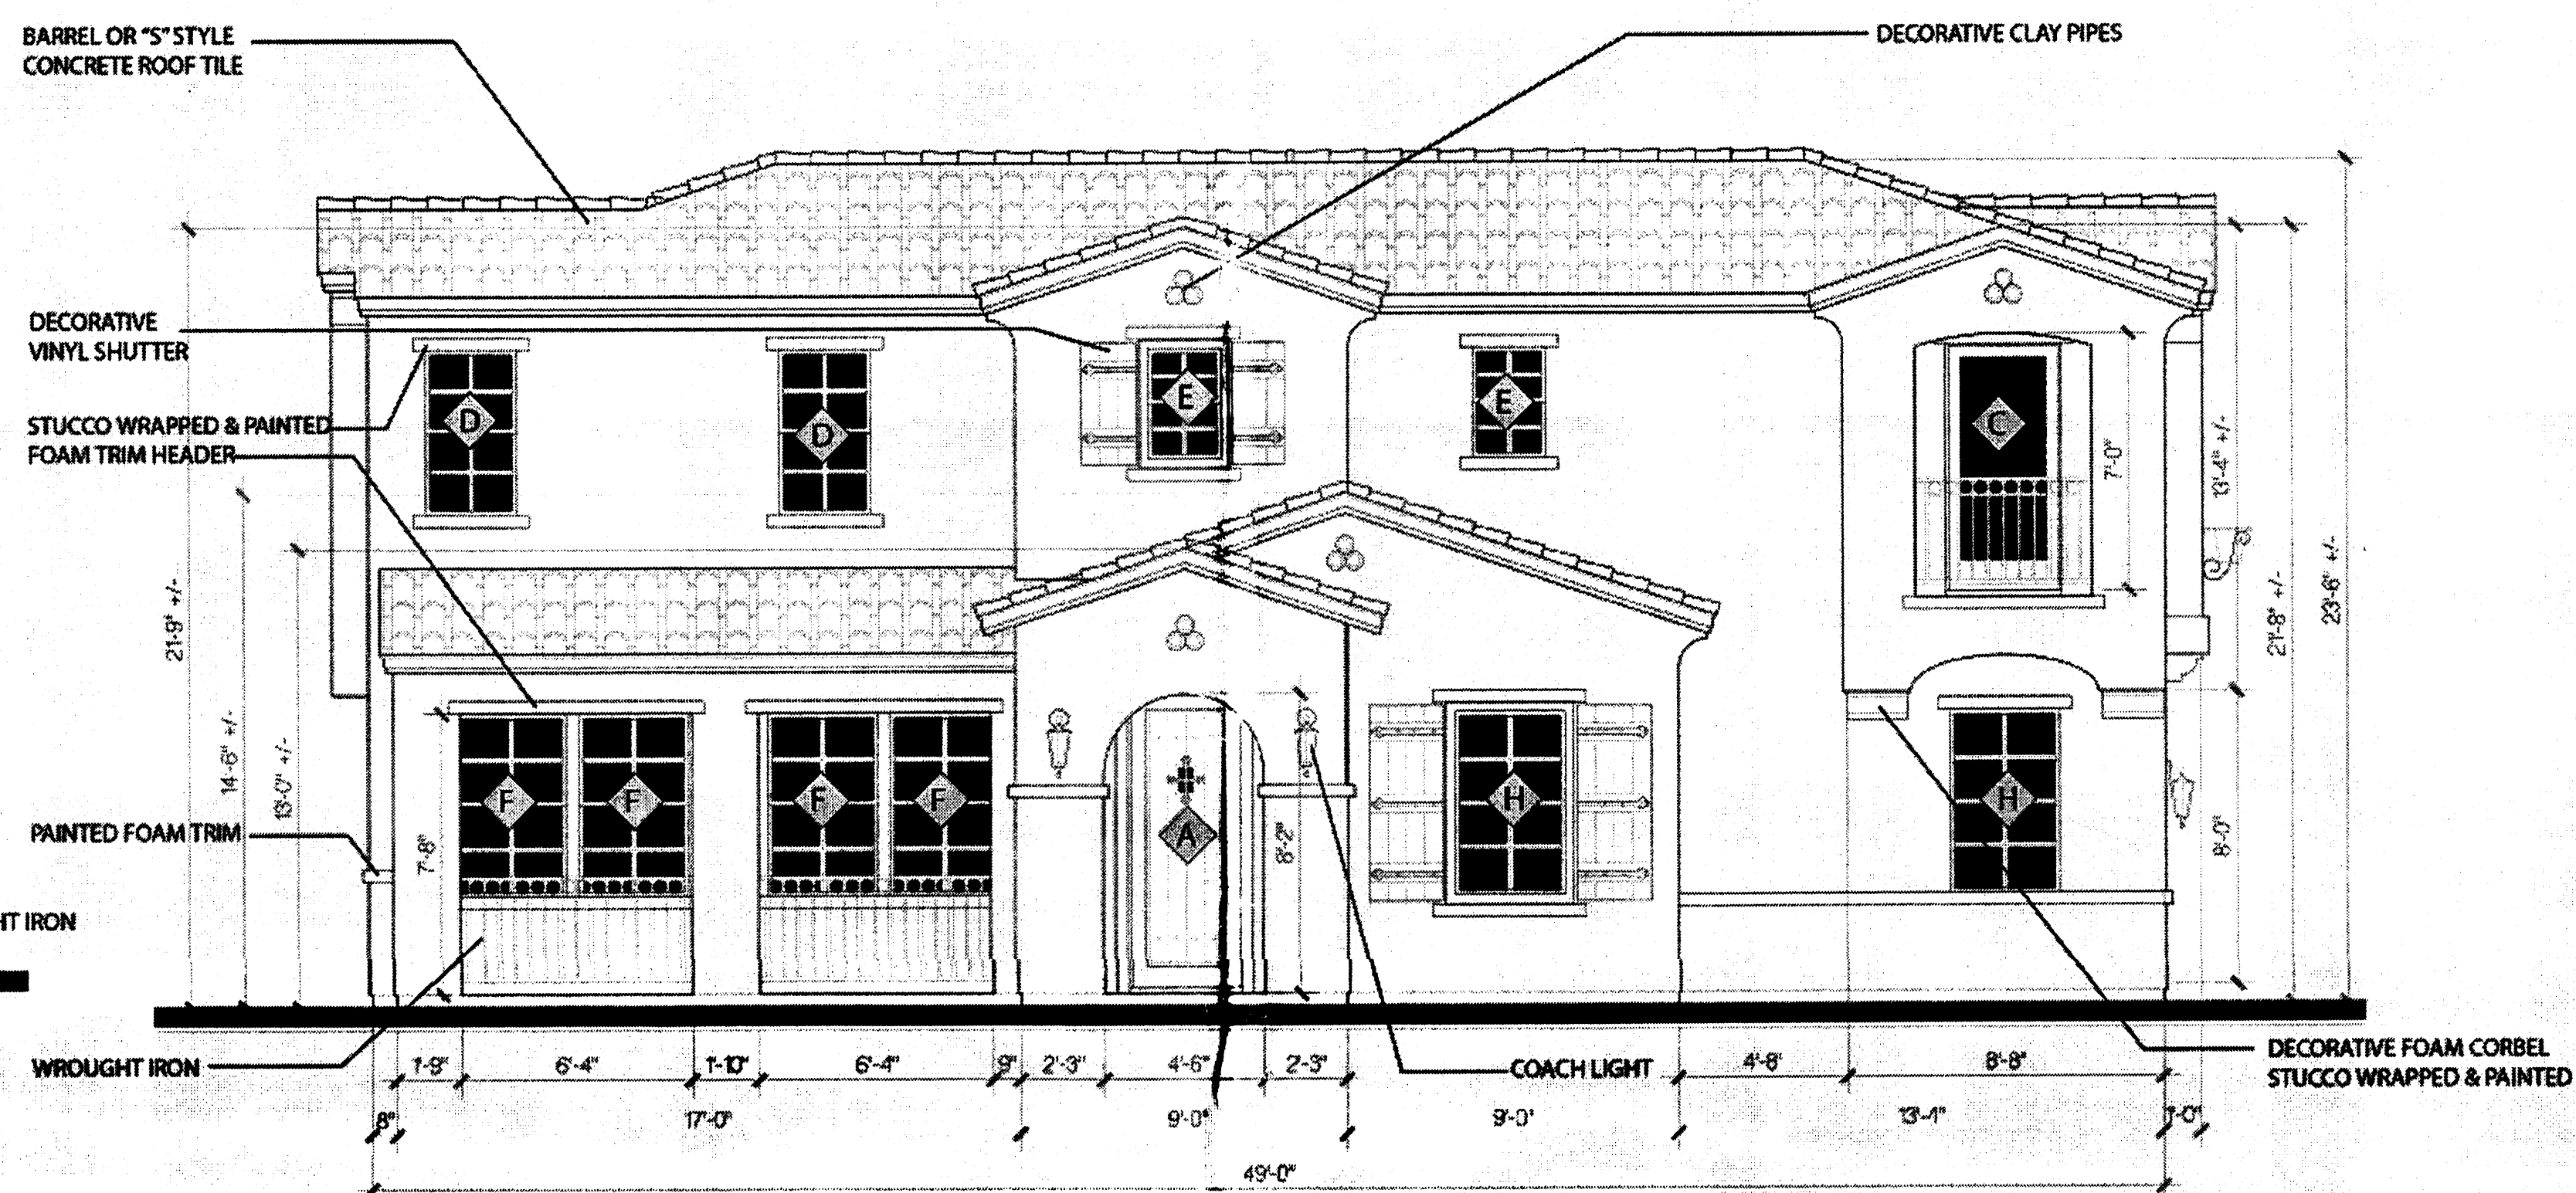 BARREL OR "S" STYLE
CONCRETE ROOF TILE
DECORATIVE CLAY PIPES
DECORATIVE
VINYL SHUTTER
STUCCO WRAPPED & PAINTED
FOAM TRIM HEADER
D
D
E
E
C
7'-0"
13'-4" +/-
21'-9" +/-
14'-6" +/-
13'-0" +/-
21'-8" +/-
23'-6" +/-
PAINTED FOAM TRIM
7'-8"
F
F
F
F
A
8'-2"
H
H
8'-0"
HT IRON
WROUGHT IRON
1'-9"
6'-4"
1'-10"
6'-4"
9"
2'-3"
4'-6"
2'-3"
COACH LIGHT
4'-8"
8'-8"
DECORATIVE FOAM CORBEL
STUCCO WRAPPED & PAINTED
8"
17'-0"
9'-0"
9'-0"
1'-0"
49'-0"